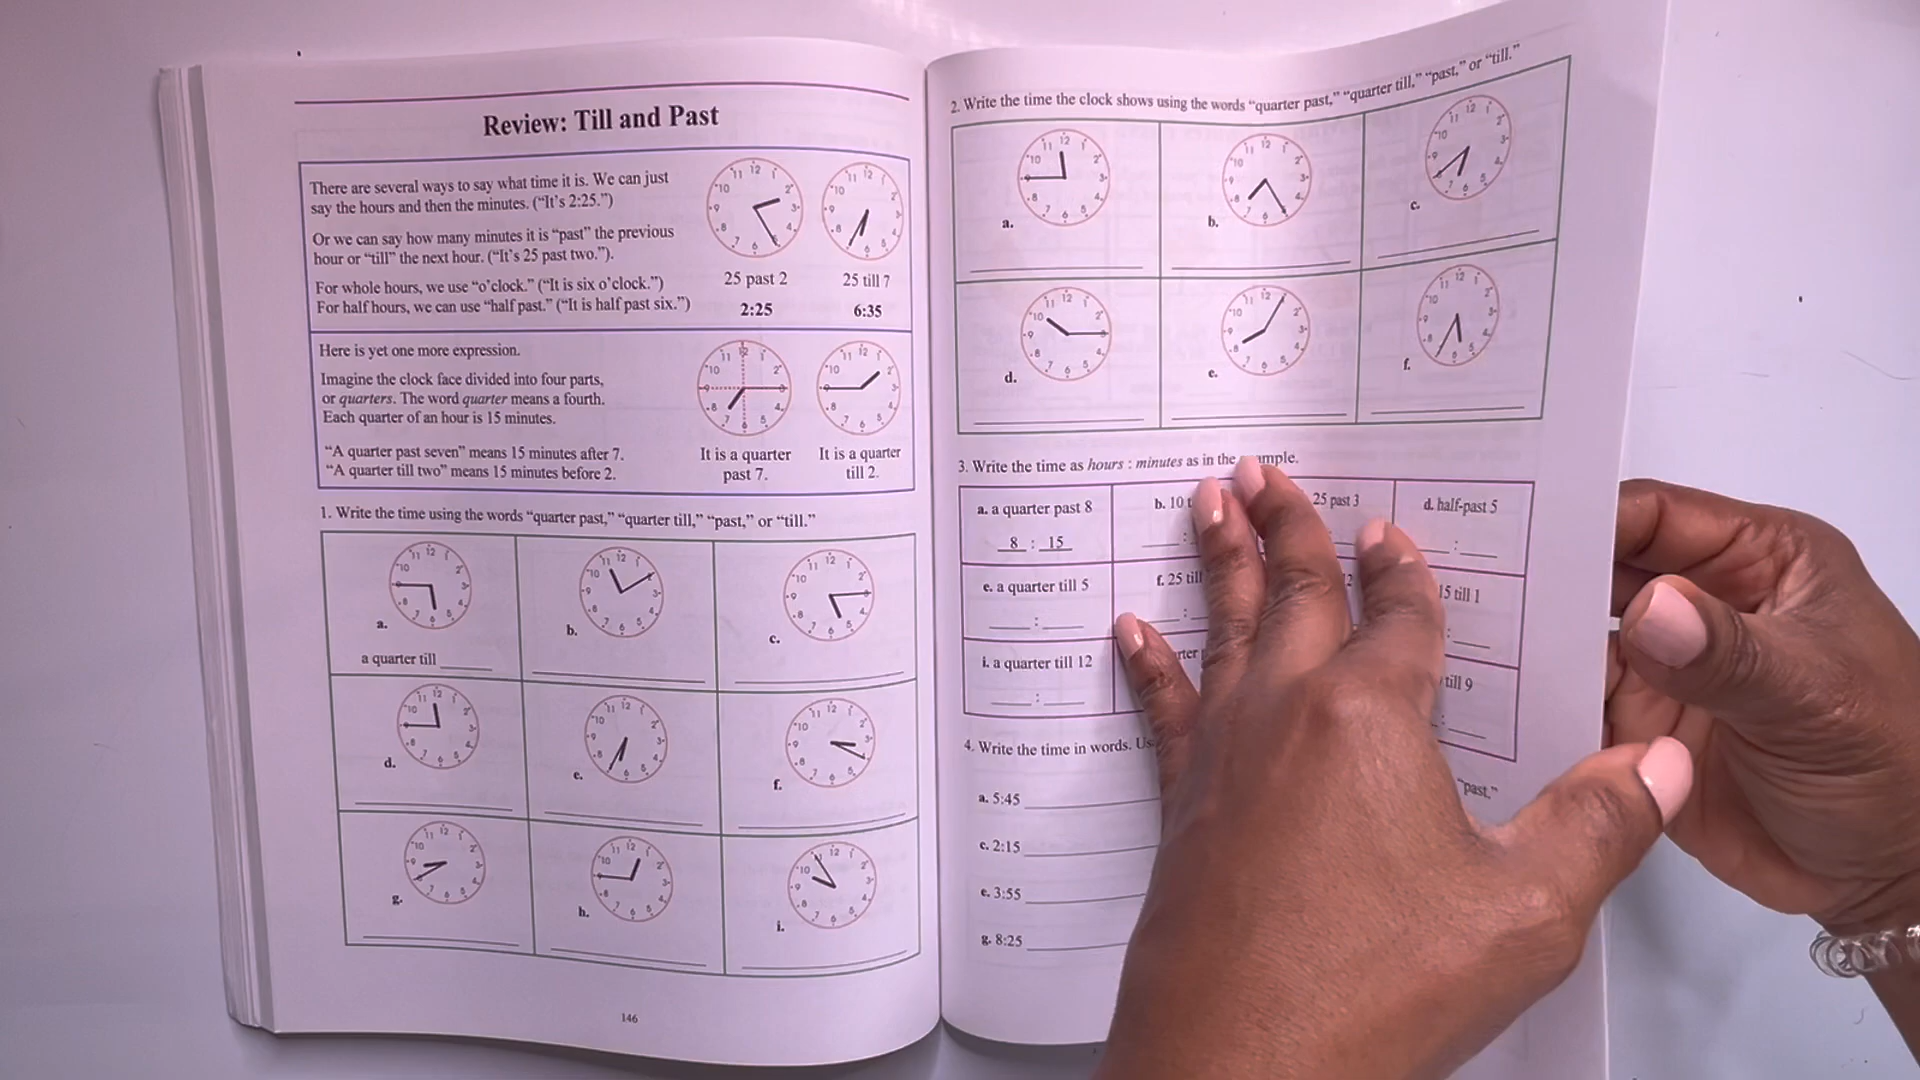 Review: Till and Past
There are several ways to say what time it is. We can just
say the hours and then the minutes. (“It’s 2:25.”)
Or we can say how many minutes it is “past” the previous
hour or “till” the next hour. (“It’s 25 past two.”).
For whole hours, we use “o’clock.” (“It is six o’clock.”)
For half hours, we can use “half past.” (“It is half past six.”)
25 past 2
2:25
25 till 7
6:35
Here is yet one more expression.
Imagine the clock face divided into four parts,
or quarters. The word quarter means a fourth.
Each quarter of an hour is 15 minutes.
“A quarter past seven” means 15 minutes after 7.
“A quarter till two” means 15 minutes before 2.
It is a quarter
past 7.
It is a quarter
till 2.
1. Write the time using the words “quarter past,” “quarter till,” “past,” or “till.”
a.
a quarter till ______
b.
c.
d.
e.
f.
g.
h.
i.
146
2. Write the time the clock shows using the words “quarter past,” “quarter till,” “past,” or “till.”
a.
b.
c.
d.
e.
f.
3. Write the time as hours : minutes as in the
a. a quarter past 8
8 : 15
b. 10
25 past 3
d. half-past 5
e. a quarter till 5
f. 25 till
15 till 1
i. a quarter till 12
till 9
4. Write the time in words.
“past,”
a. 5:45
c. 2:15
e. 3:55
g. 8:25